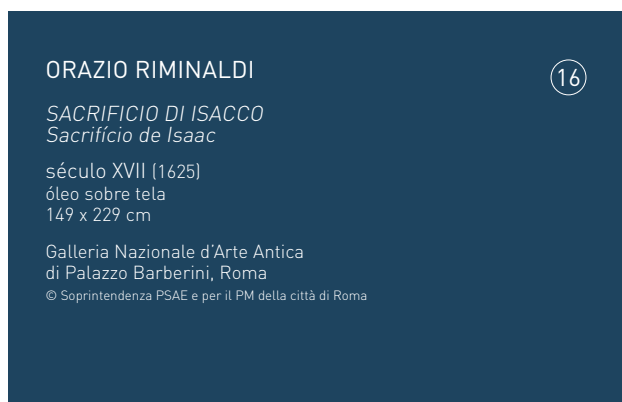 ORAZIO RIMINALDI
16
SACRIFICIO DI ISACCO
Sacrifício de Isaac
século XVII (1625)
óleo sobre tela
149 x 229 cm
Galleria Nazionale d'Arte Antica
di Palazzo Barberini, Roma
© Soprintendenza PSAE e per il PM della città di Roma